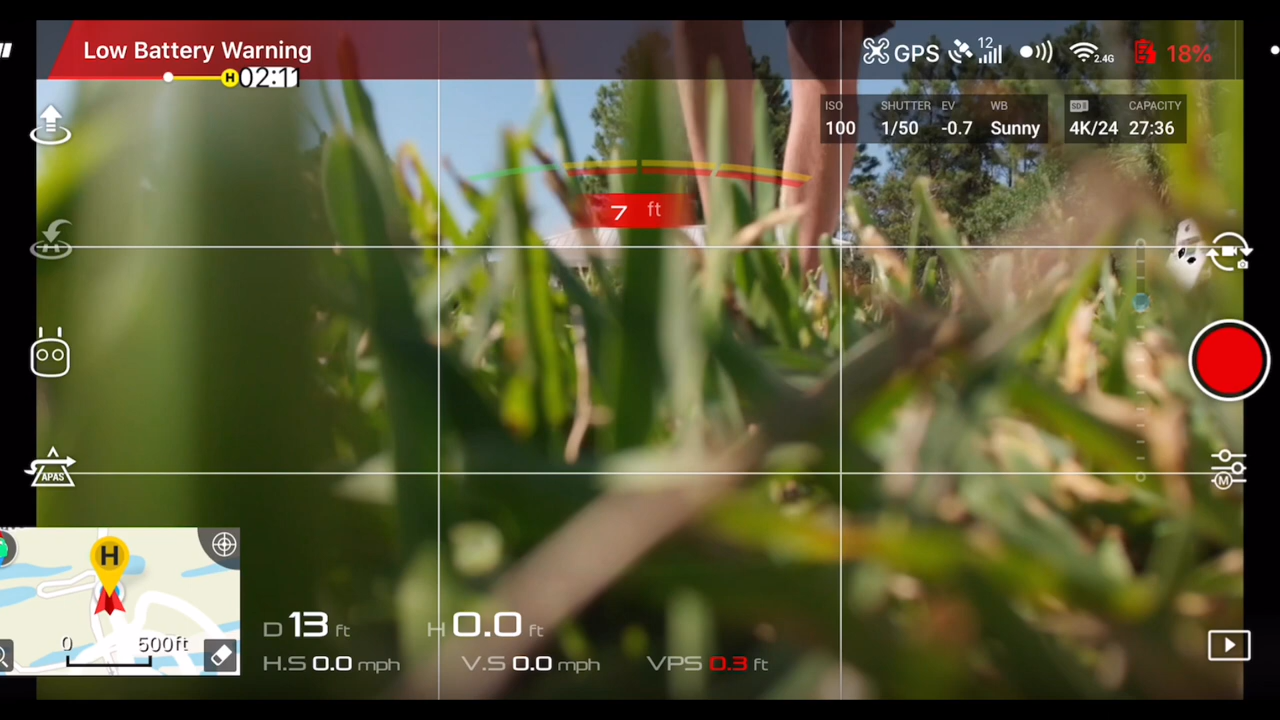 Low Battery Warning
H 02:11
GPS 12 2.4G 18%
ISO SHUTTER EV WB SD CAPACITY
100 1/50 -0.7 Sunny 4K/24 27:36
7 ft
APAS
M
H
0 500ft
D 13 ft H 0.0 ft
H.S 0.0 mph V.S 0.0 mph VPS 0.3 ft